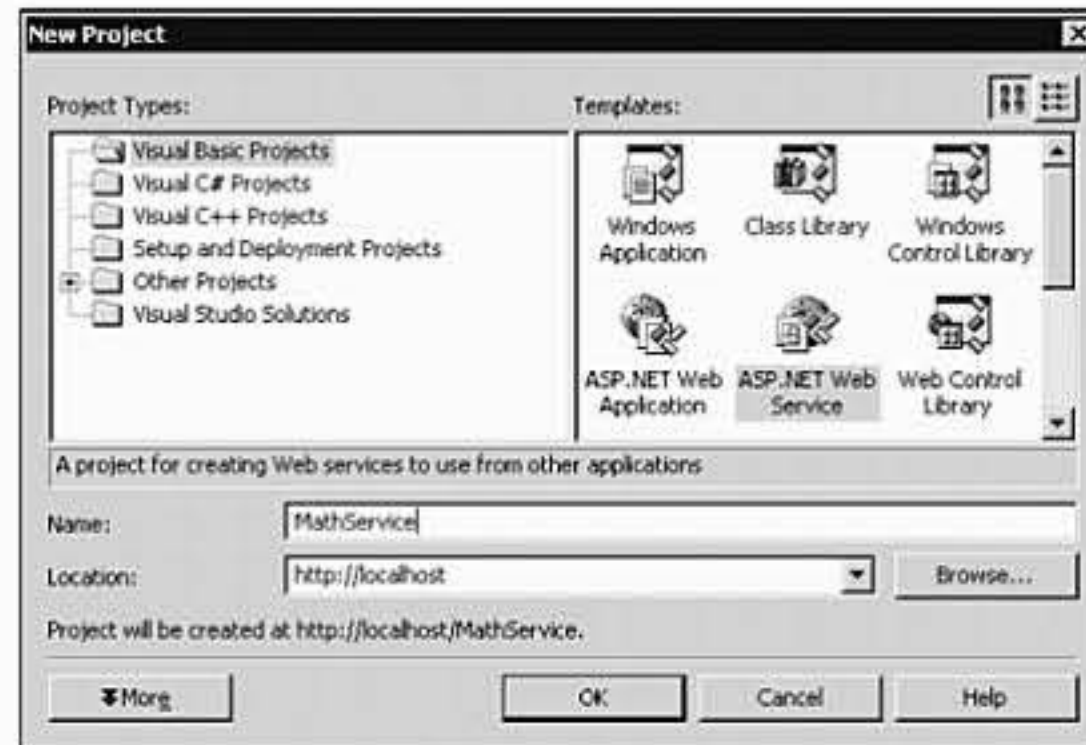 New Project
Project Types:
Templates:
Visual Basic Projects
Visual C# Projects
Visual C++ Projects
Setup and Deployment Projects
Other Projects
Visual Studio Solutions
Windows Application
Class Library
Windows Control Library
ASP.NET Web Application
ASP.NET Web Service
Web Control Library
A project for creating Web services to use from other applications
Name:
MathService
Location:
http://localhost
Browse...
Project will be created at http://localhost/MathService.
More
OK
Cancel
Help